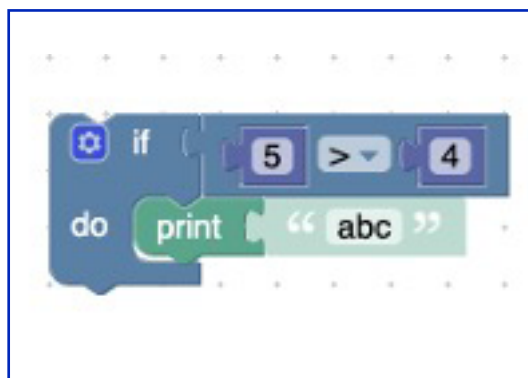 if 5 > 4
do print “ abc ”